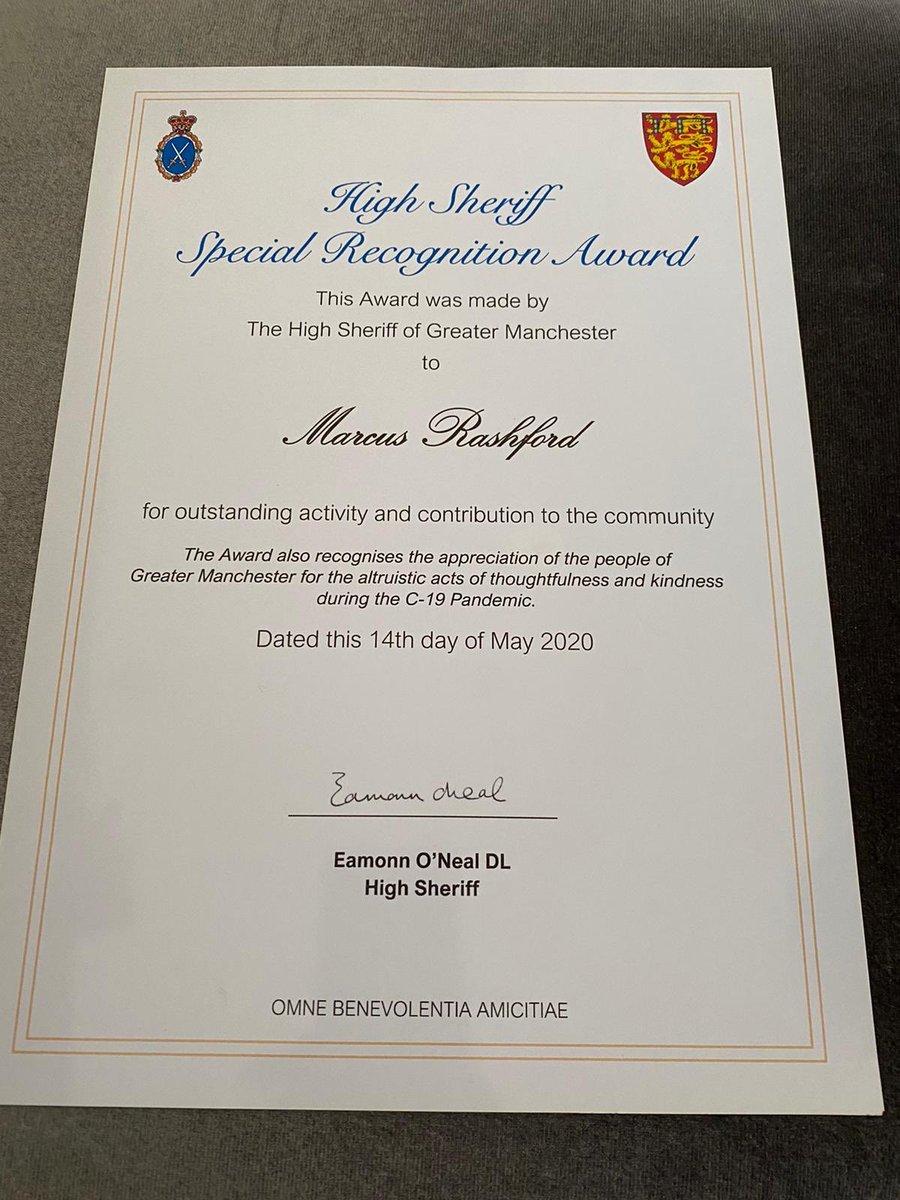 High Sheriff
Special Recognition Award
This Award was made by
The High Sheriff of Greater Manchester
to
Marcus Rashford
for outstanding activity and contribution to the community
The Award also recognises the appreciation of the people of
Greater Manchester for the altruistic acts of thoughtfulness and kindness
during the C-19 Pandemic.
Dated this 14th day of May 2020
Eamonn O'Neal
Eamonn O'Neal DL
High Sheriff
OMNE BENEVOLENTIA AMICITIAE